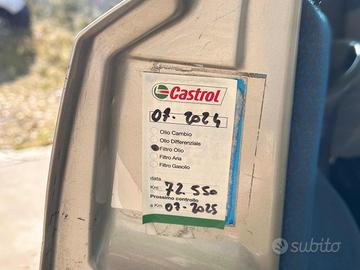 Castrol
07-2024
Olio Cambio
Olio Differenziale
Filtro Olio
Filtro Aria
Filtro Gasolio
data
Km: 72.550
Prossimo controllo
a Km 07-2025
subito